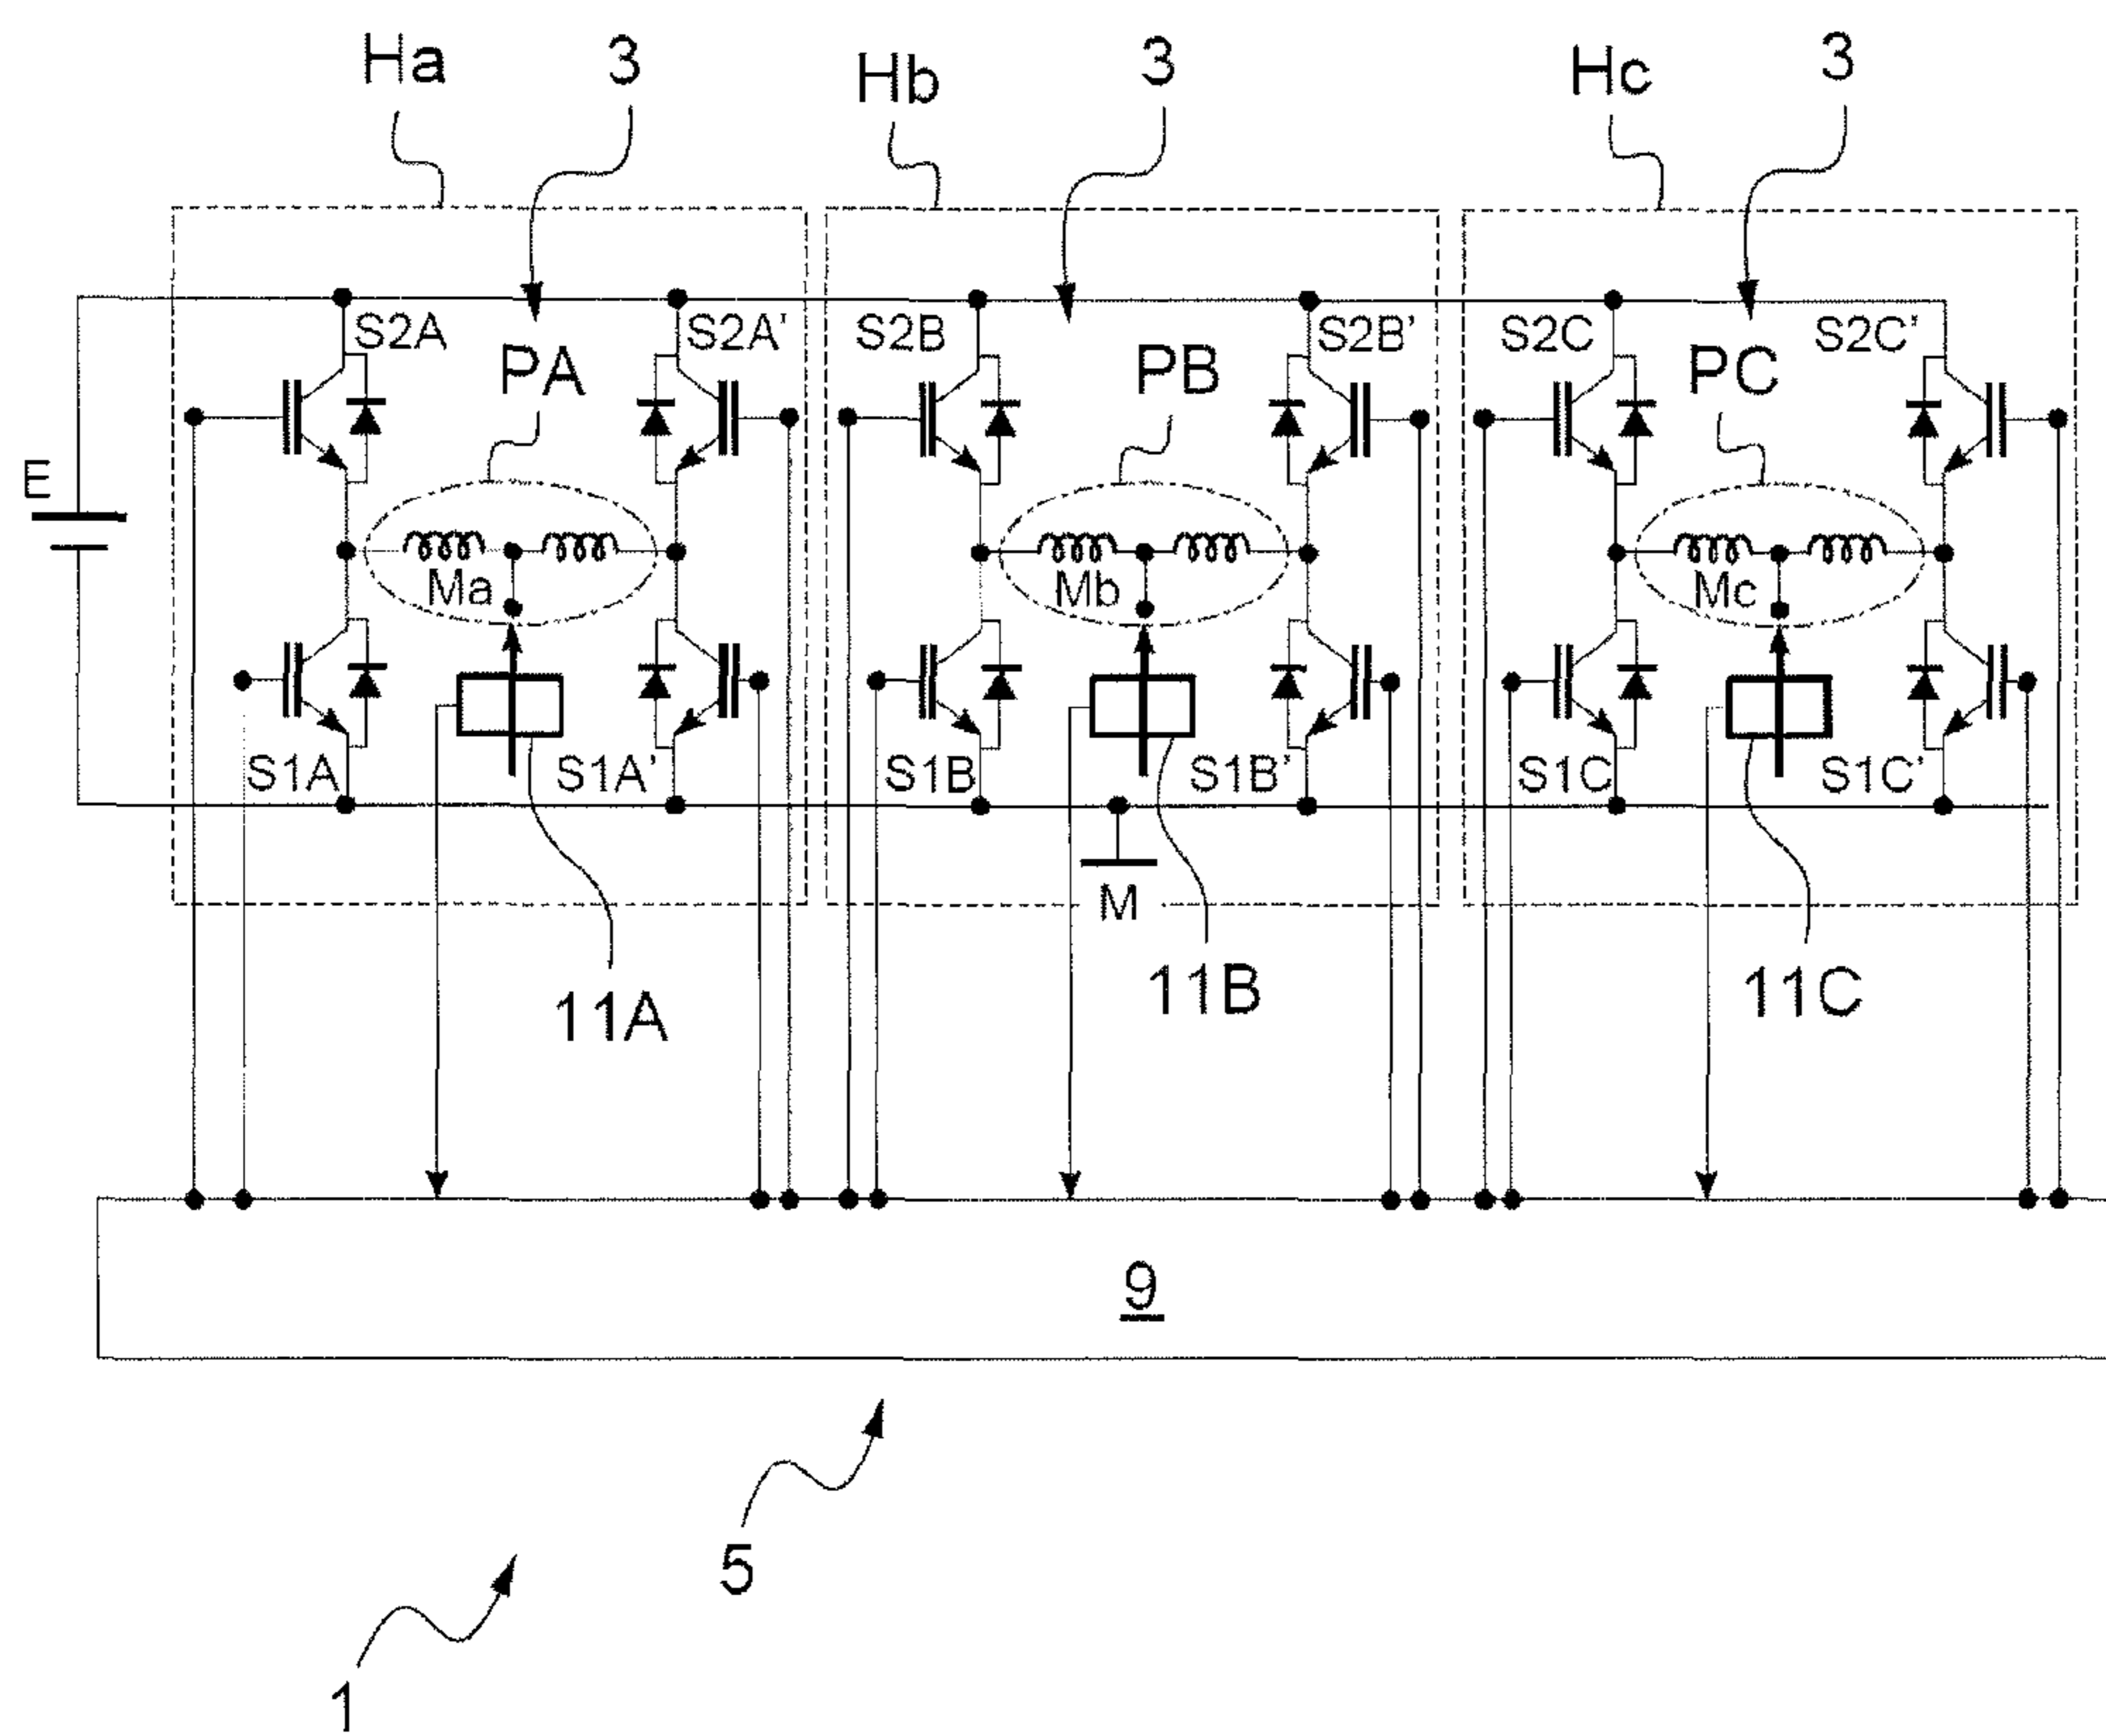 Ha
3
Hb
3
Hc
3
S2A
S2A'
S2B
S2B'
S2C
S2C'
PA
PB
PC
E
Ma
Mb
Mc
S1A
S1A'
S1B
S1B'
S1C
S1C'
M
11A
11B
11C
9
5
1